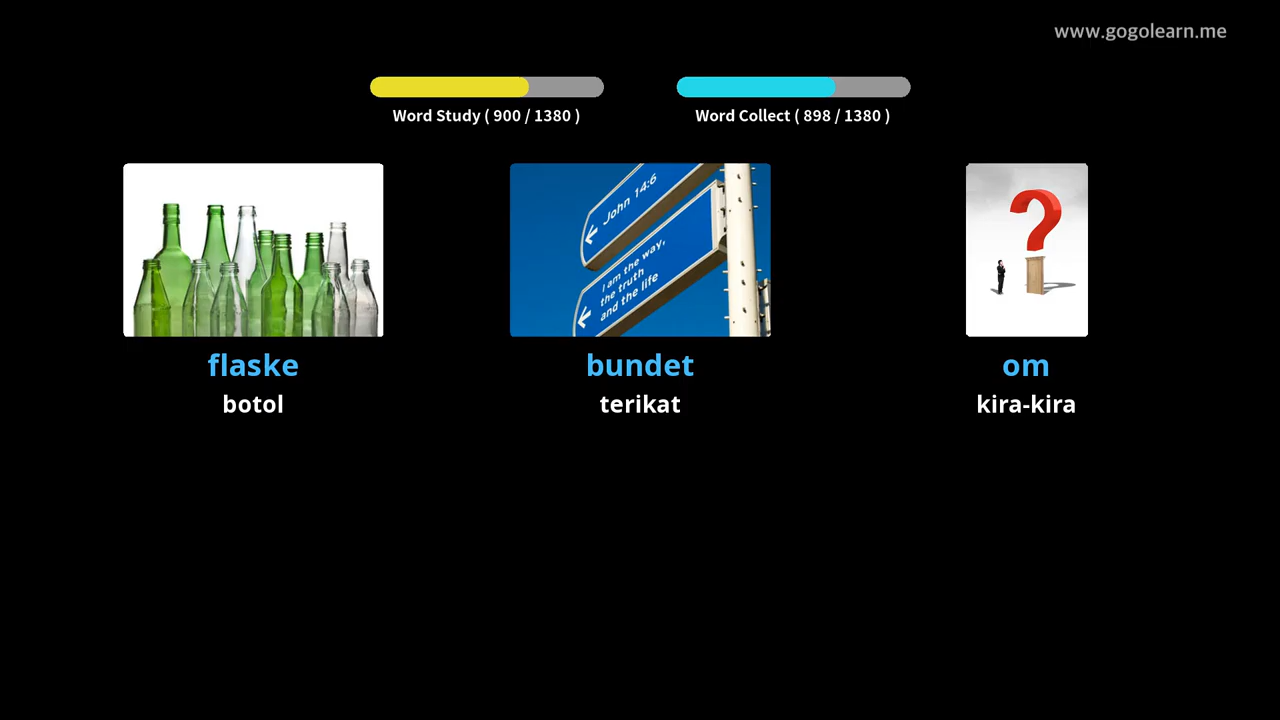 www.gogolearn.me
Word Study ( 900 / 1380 )
Word Collect ( 898 / 1380 )
John 14:6
I am the way,
the truth
and the life
flaske
botol
bundet
terikat
om
kira-kira